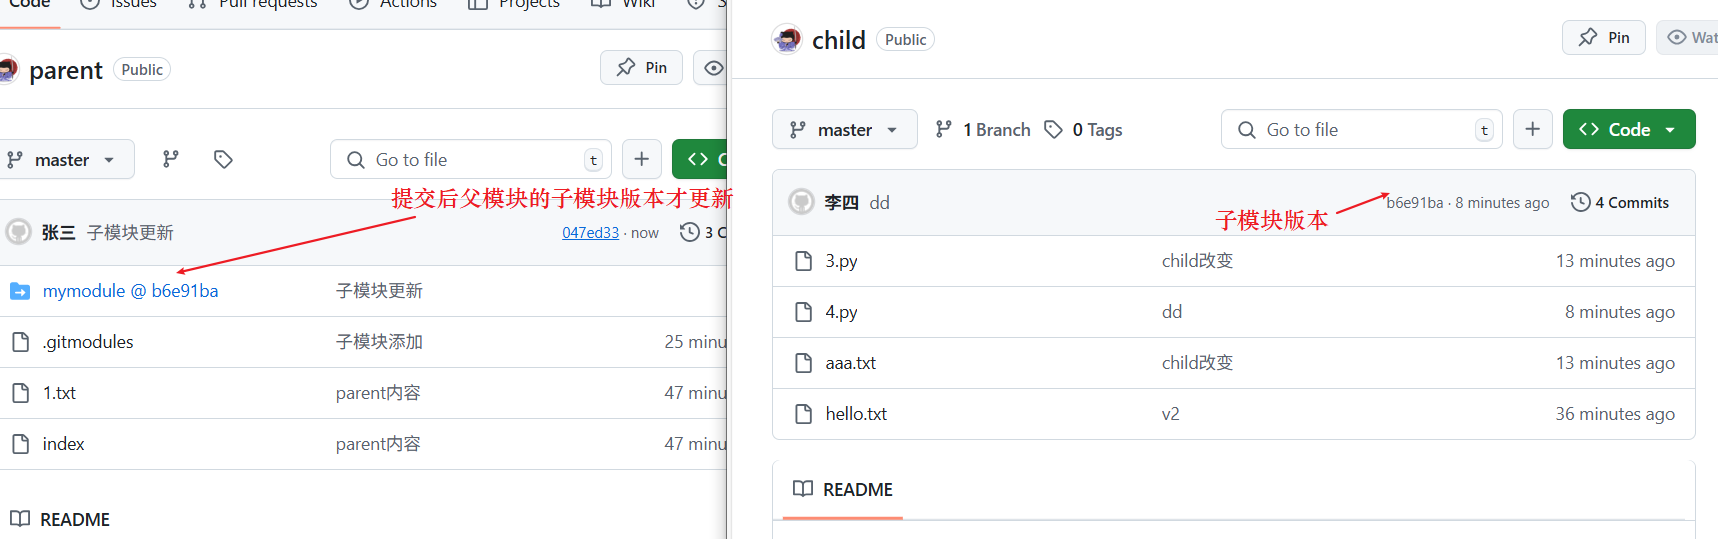 Code Issues Pull requests Actions Projects Wiki
parent Public Pin
master Go to file t
提交后父模块的子模块版本才更新
张三 子模块更新 047ed33 · now 3 C
mymodule @ b6e91ba 子模块更新
.gitmodules 子模块添加 25 minu
1.txt parent内容 47 minu
index parent内容 47 minu
README
child Public Pin Wat
master 1 Branch 0 Tags Go to file t Code
李四 dd b6e91ba · 8 minutes ago 4 Commits
子模块版本
3.py child改变 13 minutes ago
4.py dd 8 minutes ago
aaa.txt child改变 13 minutes ago
hello.txt v2 36 minutes ago
README